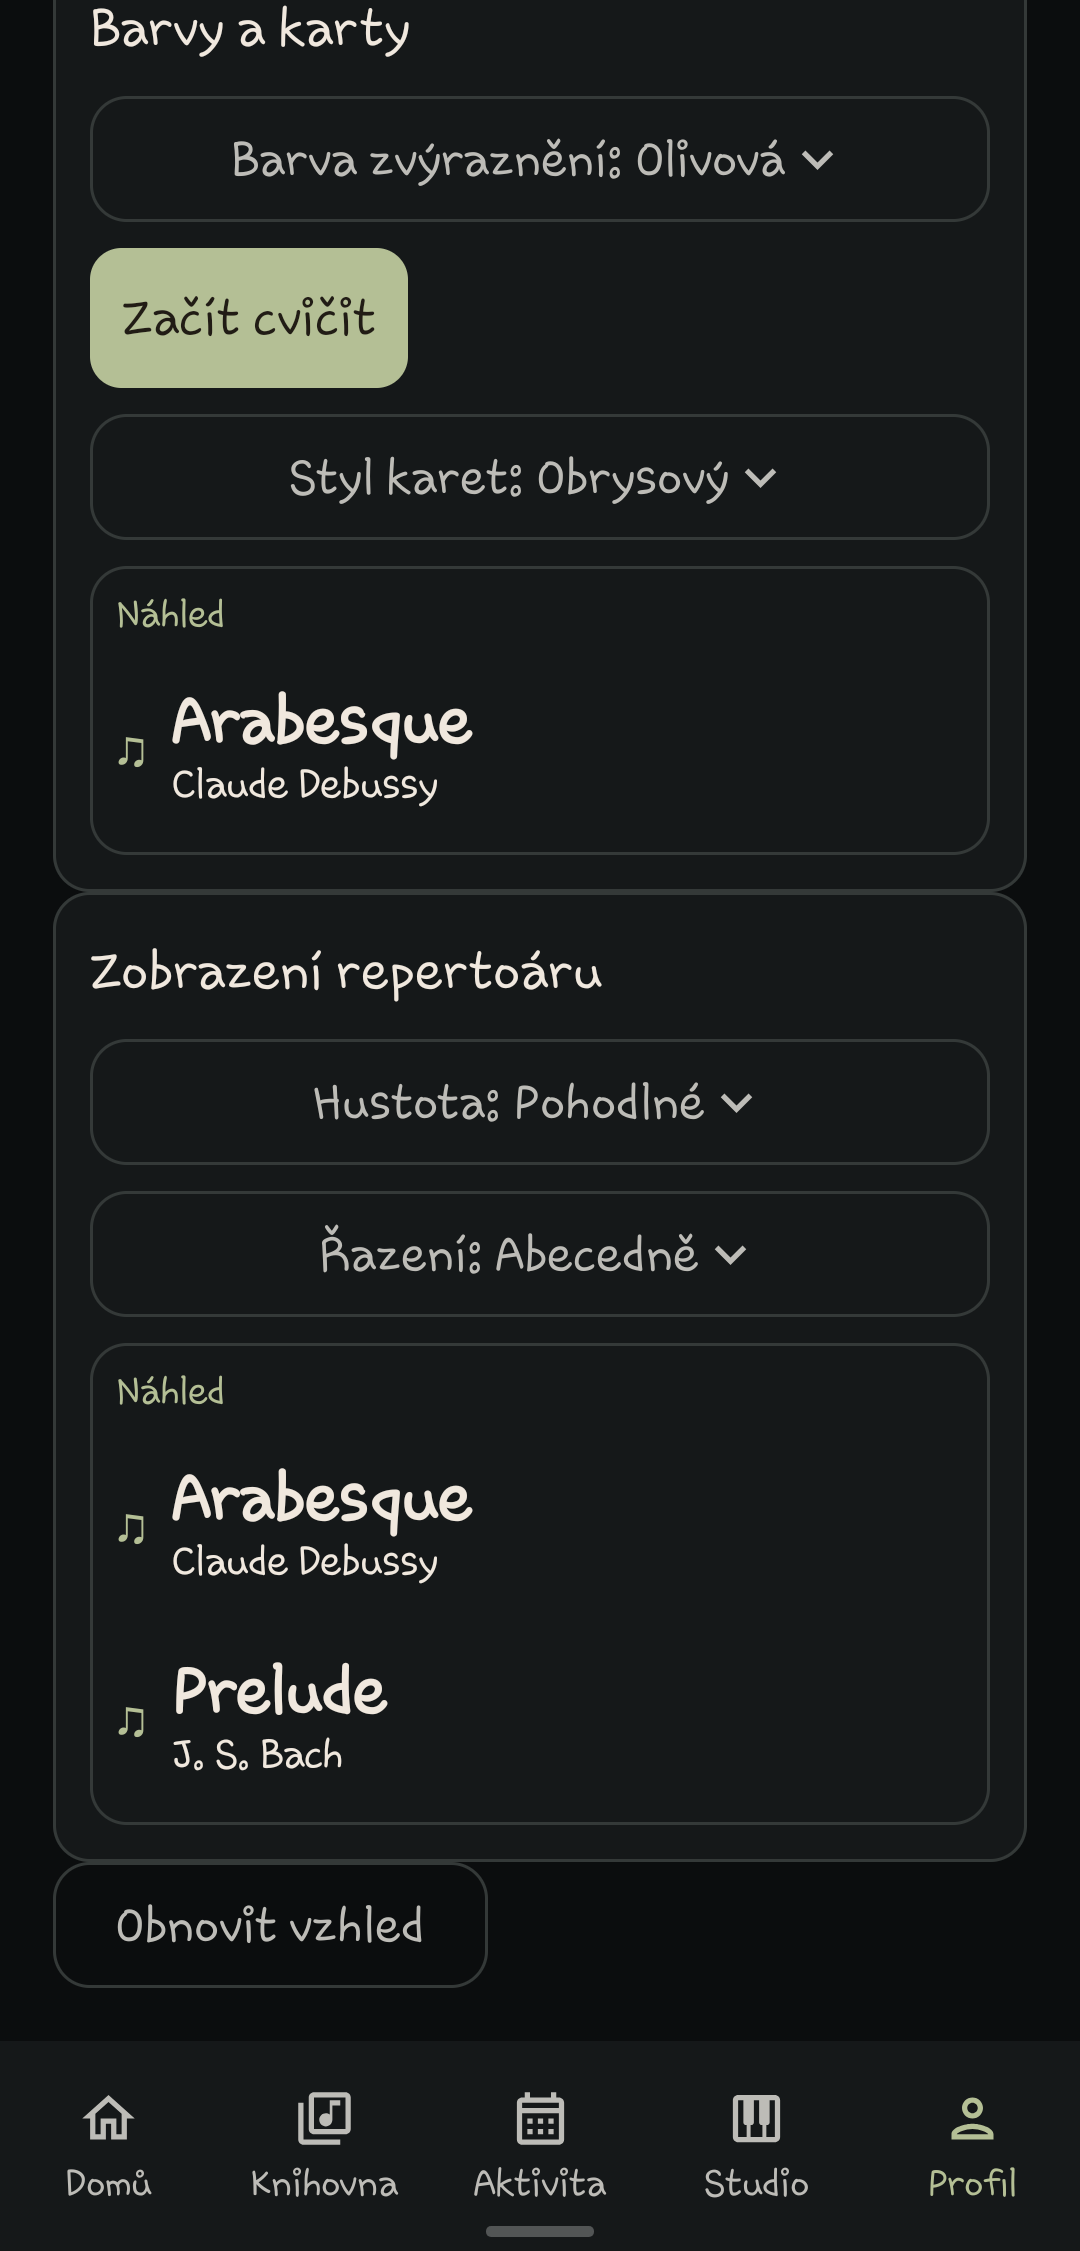 Barvy a karty
Barva zvýraznění: Olivová
Začít cvičit
Styl karet: Obrysový
Náhled
Arabesque
Claude Debussy
Zobrazení repertoáru
Hustota: Pohodlné
Řazení: Abecedně
Náhled
Arabesque
Claude Debussy
Prelude
J. S. Bach
Obnovit vzhled
Domů
Knihovna
Aktivita
Studio
Profil